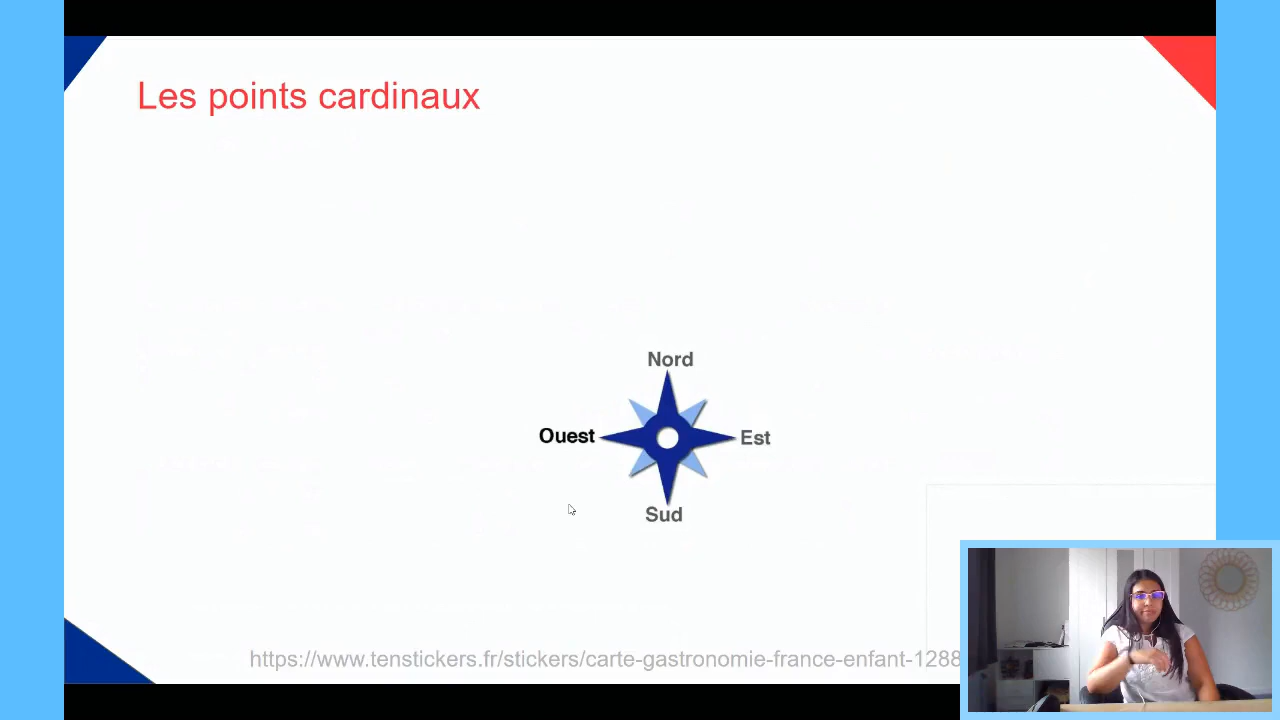 Les points cardinaux
Nord
Ouest
Est
Sud
https://www.tenstickers.fr/stickers/carte-gastronomie-france-enfant-1288